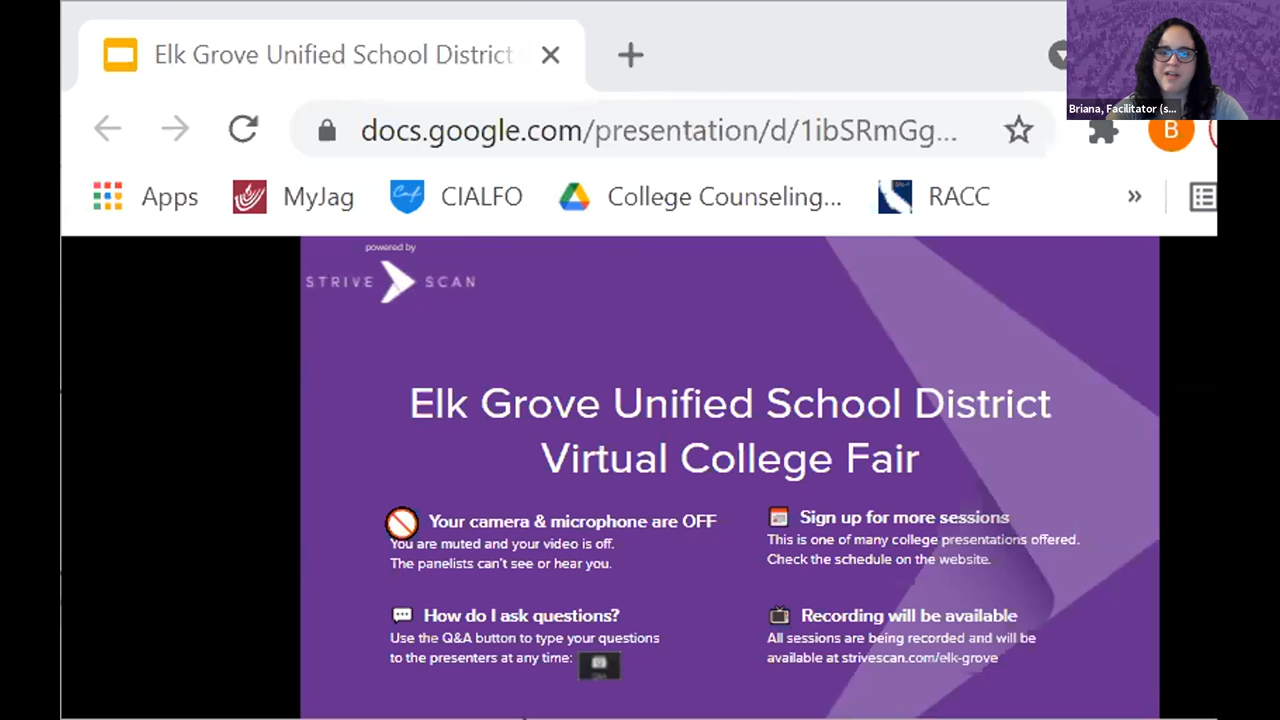 Elk Grove Unified School District
docs.google.com/presentation/d/1ibSRmGg...
B
Apps
MyJag
CIALFO
College Counseling...
RACC
»
Briana, Facilitator (s...
powered by
STRIVE SCAN
Elk Grove Unified School District
Virtual College Fair
Your camera & microphone are OFF
You are muted and your video is off.
The panelists can't see or hear you.
Sign up for more sessions
This is one of many college presentations offered.
Check the schedule on the website.
How do I ask questions?
Use the Q&A button to type your questions
to the presenters at any time:
Recording will be available
All sessions are being recorded and will be
available at strivescan.com/elk-grove